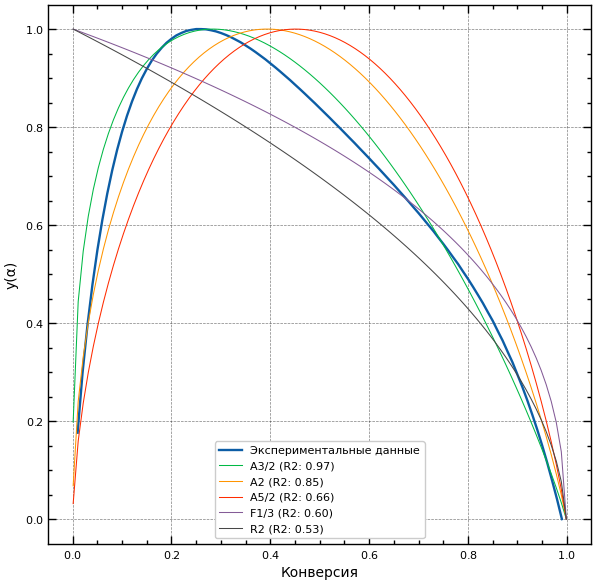 1.0
0.8
0.6
0.4
0.2
0.0
y(α)
Экспериментальные данные
A3/2 (R2: 0.97)
A2 (R2: 0.85)
A5/2 (R2: 0.66)
F1/3 (R2: 0.60)
R2 (R2: 0.53)
0.0 0.2 0.4 0.6 0.8 1.0
Конверсия